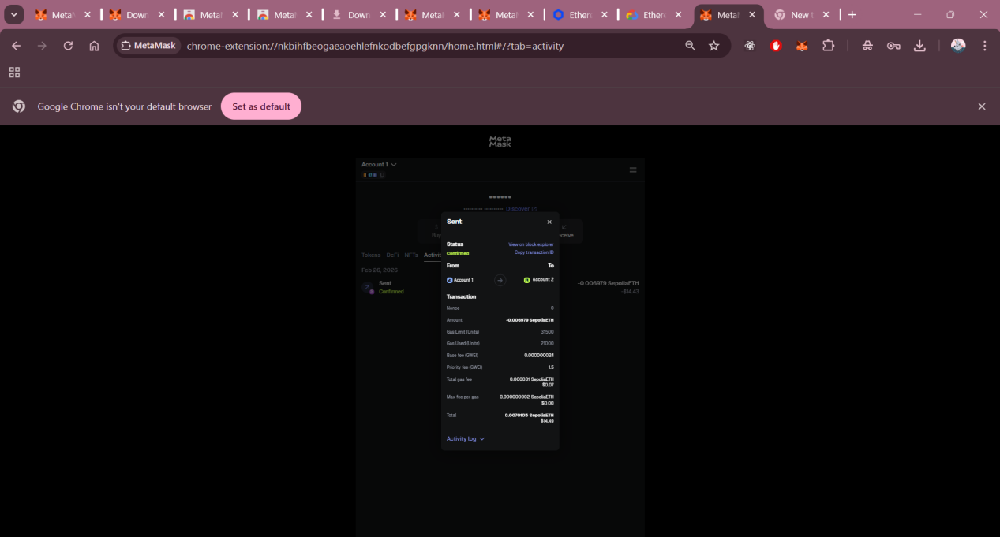 Meta
Down
Meta
Meta
Down
Meta
Meta
Ether
Ether
Meta
New
MetaMask
chrome-extension://nkbihfbeogaeaoehlefnkodbefgpgknn/home.html#/?tab=activity
Google Chrome isn't your default browser
Set as default
Meta
Mask
Account 1
Discover
Buy
eceive
Tokens DeFi NFTs Activit
Feb 26, 2026
Sent
Confirmed
-0.006979 SepoliaETH
-$14.43
Sent
Status
View on block explorer
Confirmed
Copy transaction ID
From To
Account 1 Account 2
Transaction
Nonce 0
Amount -0.006979 SepoliaETH
Gas Limit (Units) 31500
Gas Used (Units) 21000
Base fee (GWEI) 0.000000024
Priority fee (GWEI) 1.5
Total gas fee 0.000031 SepoliaETH
$0.07
Max fee per gas 0.000000002 SepoliaETH
$0.00
Total 0.0070105 SepoliaETH
$14.49
Activity log